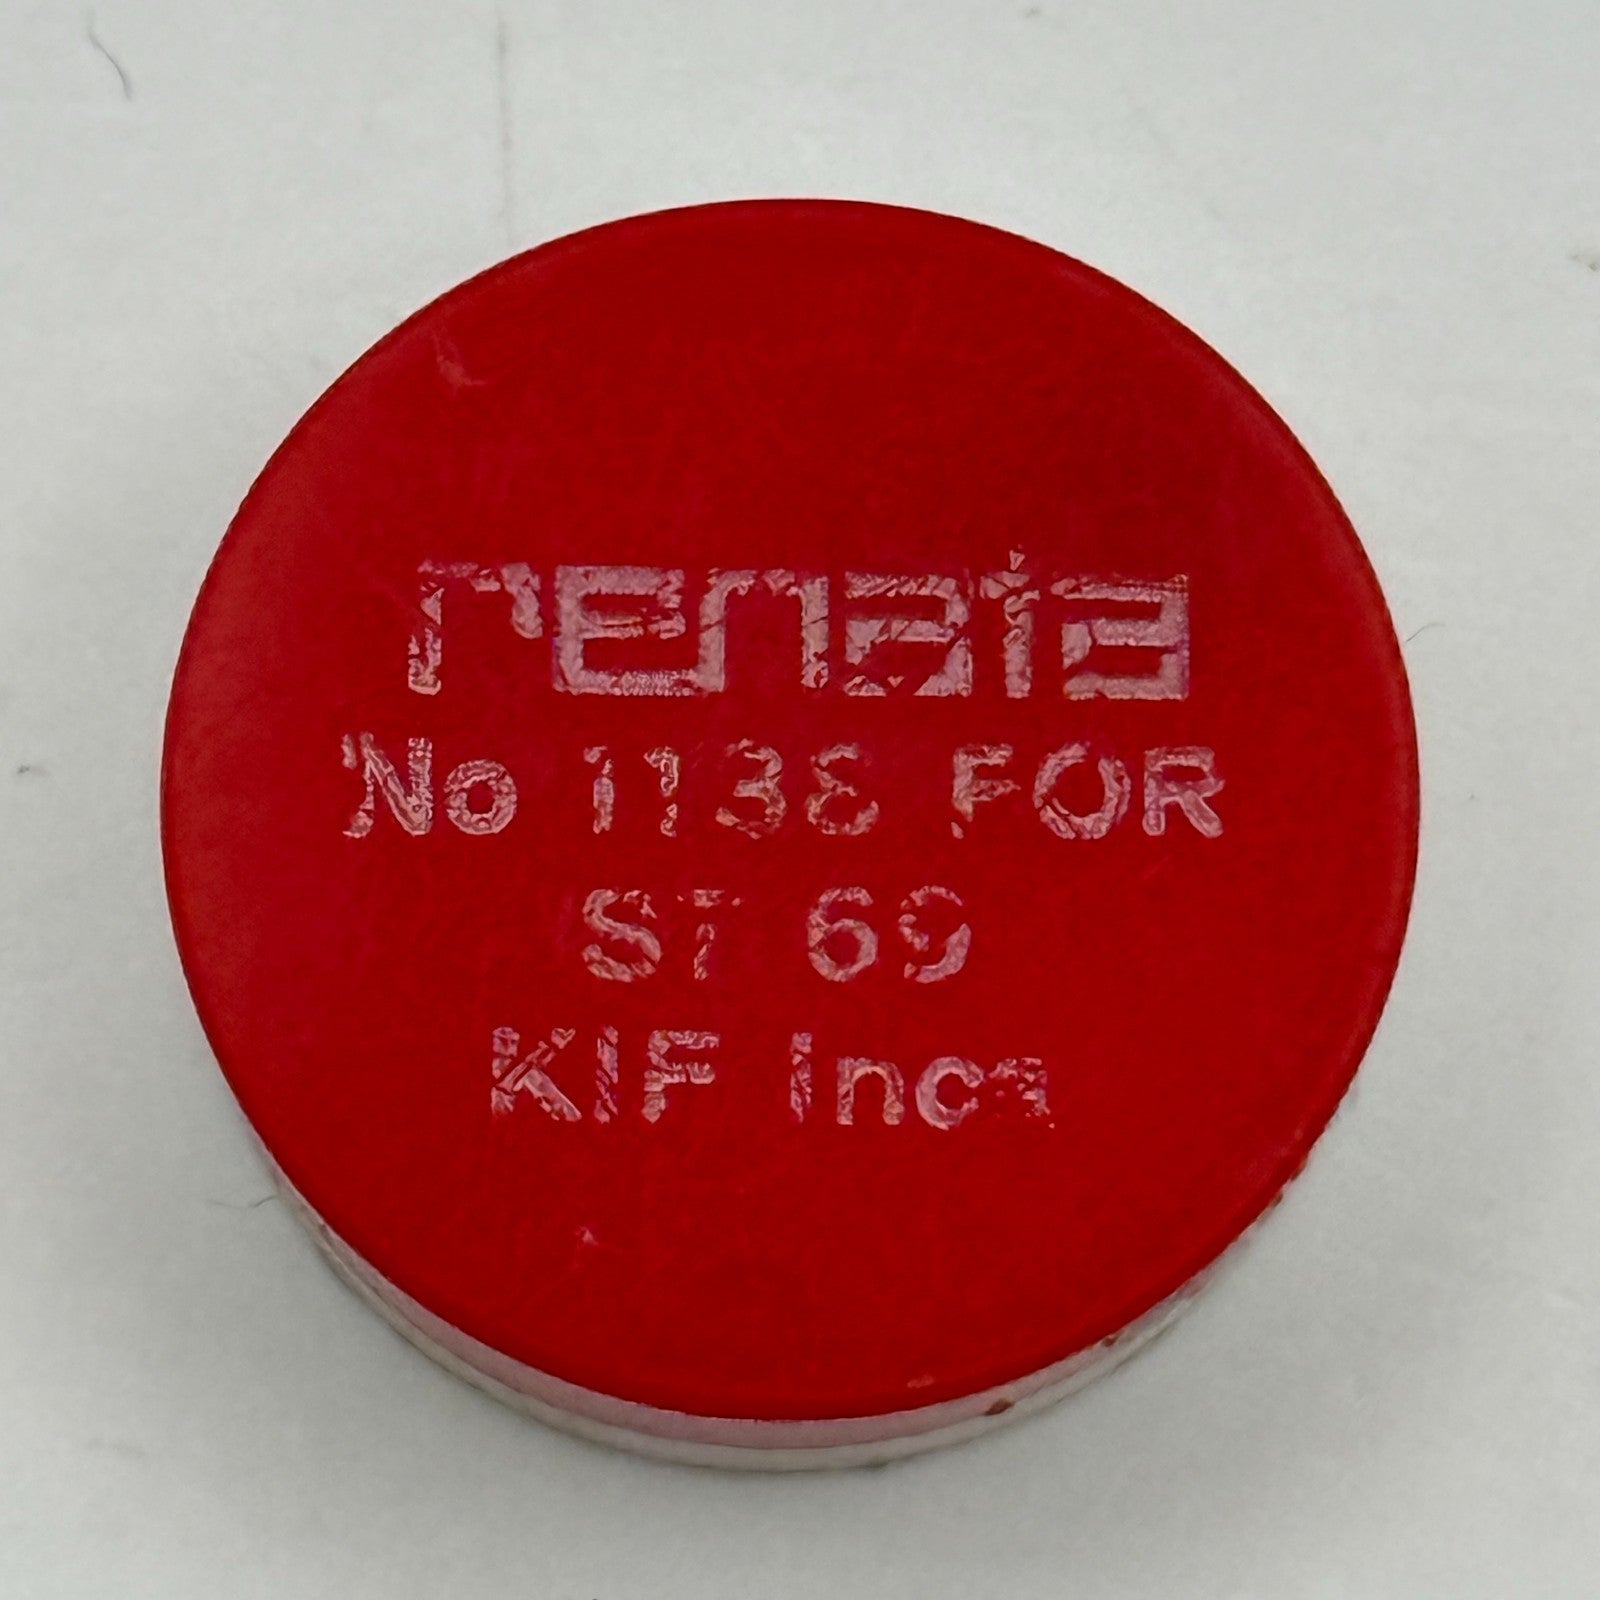 renata
No 1138 FOR
ST 69
KIF Inca